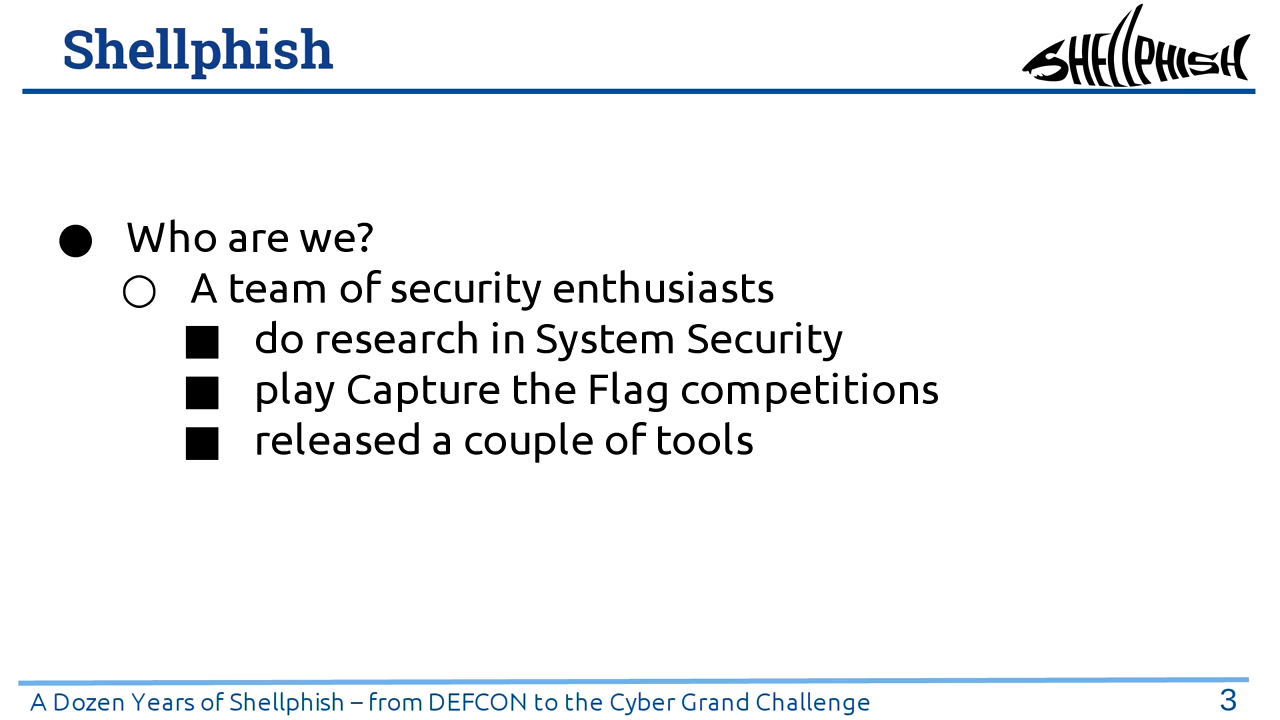 Shellphish
SHELLPHISH
● Who are we?
○ A team of security enthusiasts
■ do research in System Security
■ play Capture the Flag competitions
■ released a couple of tools
A Dozen Years of Shellphish – from DEFCON to the Cyber Grand Challenge
3